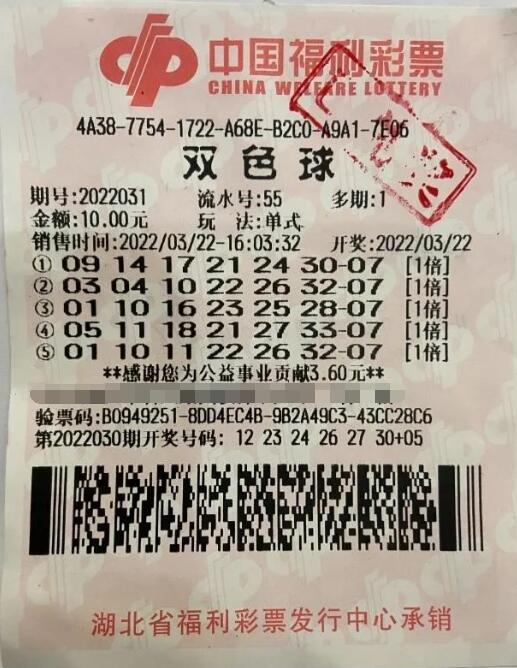 中国福利彩票
CHINA WELFARE LOTTERY
4A38-7754-1722-A68E-B2C0-A9A1-7E06
双色球
期号:2022031 流水号:55 多期:1
金额:10.00元 玩 法:单式
销售时间:2022/03/22-16:03:32 开奖:2022/03/22
① 09 14 17 21 24 30-07 [1倍]
② 03 04 10 22 26 32-07 [1倍]
③ 01 10 16 23 25 28-07 [1倍]
④ 05 11 18 21 27 33-07 [1倍]
⑤ 01 10 11 22 26 32-07 [1倍]
**感谢您为公益事业贡献3.60元**
验票码:B0949251-8DD4EC4B-9B2A49C3-43CC28C6
第2022030期开奖号码: 12 23 24 26 27 30+05
湖北省福利彩票发行中心承销